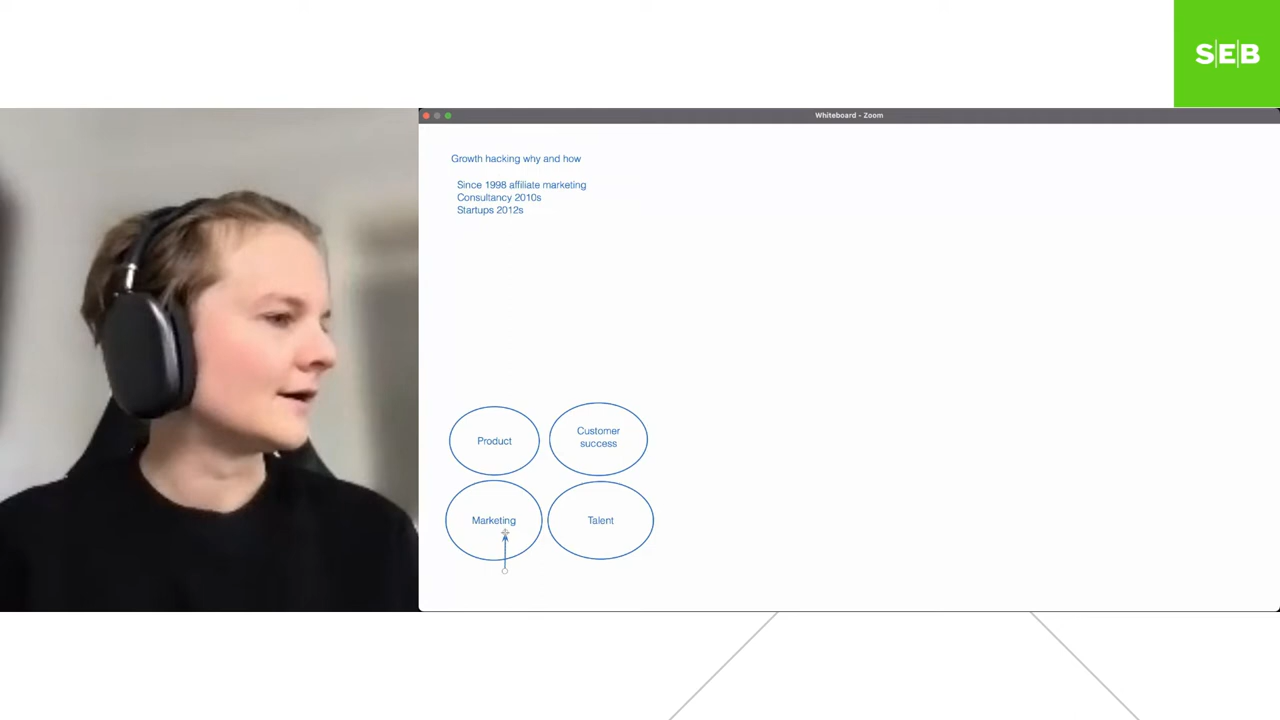 S|E|B
Whiteboard - Zoom
Growth hacking why and how
Since 1998 affiliate marketing
Consultancy 2010s
Startups 2012s
Product
Customer
success
Marketing
Talent